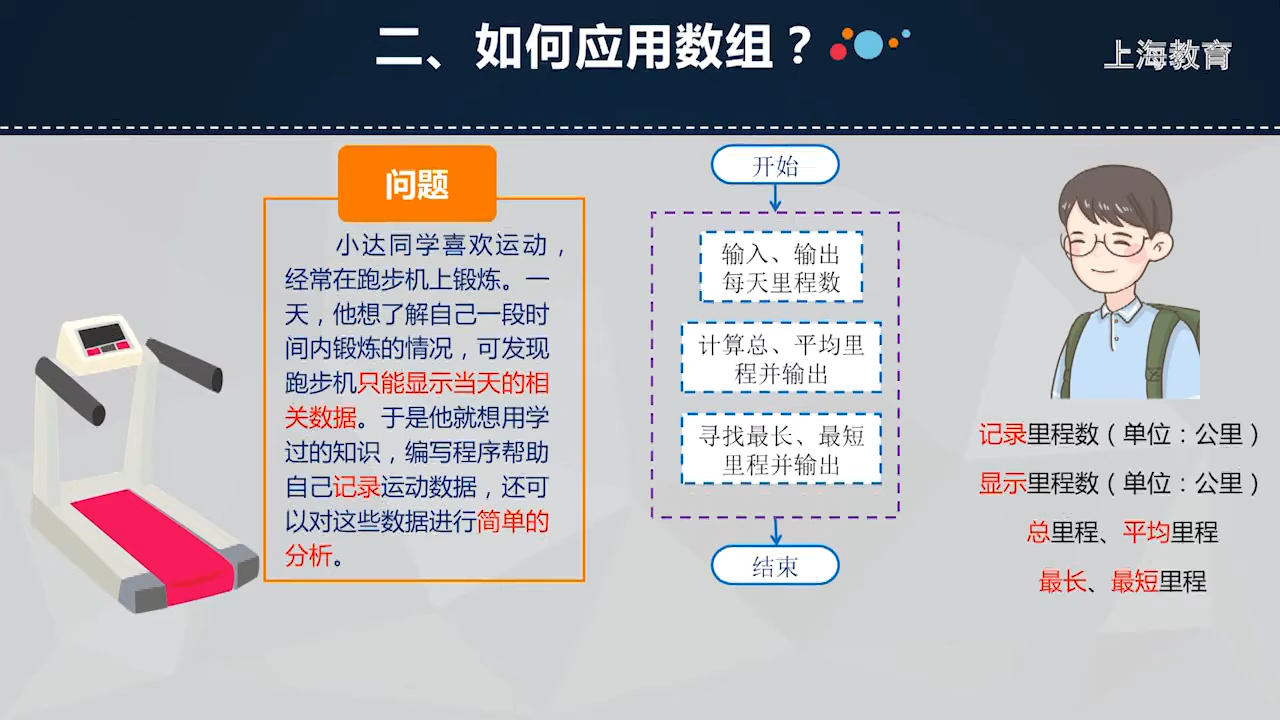 二、如何应用数组？
上海教育
问题
小达同学喜欢运动，
经常在跑步机上锻炼。一
天，他想了解自己一段时
间内锻炼的情况，可发现
跑步机只能显示当天的相
关数据。于是他就想用学
过的知识，编写程序帮助
自己记录运动数据，还可
以对这些数据进行简单的
分析。
开始
输入、输出
每天里程数
计算总、平均里
程并输出
寻找最长、最短
里程并输出
结束
记录里程数（单位：公里）
显示里程数（单位：公里）
总里程、平均里程
最长、最短里程